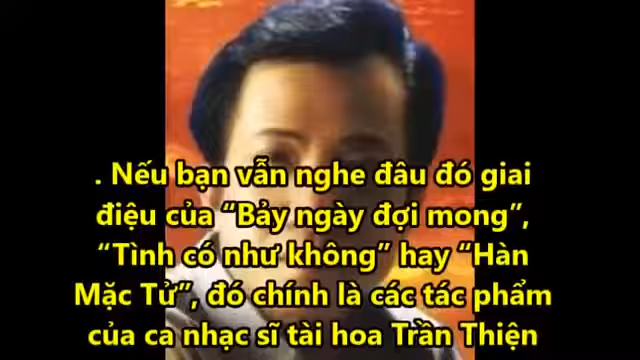 . Nếu bạn vẫn nghe đâu đó giai
điệu của “Bảy ngày đợi mong”,
“Tình có như không” hay “Hàn
Mặc Tử”, đó chính là các tác phẩm
của ca nhạc sĩ tài hoa Trần Thiện